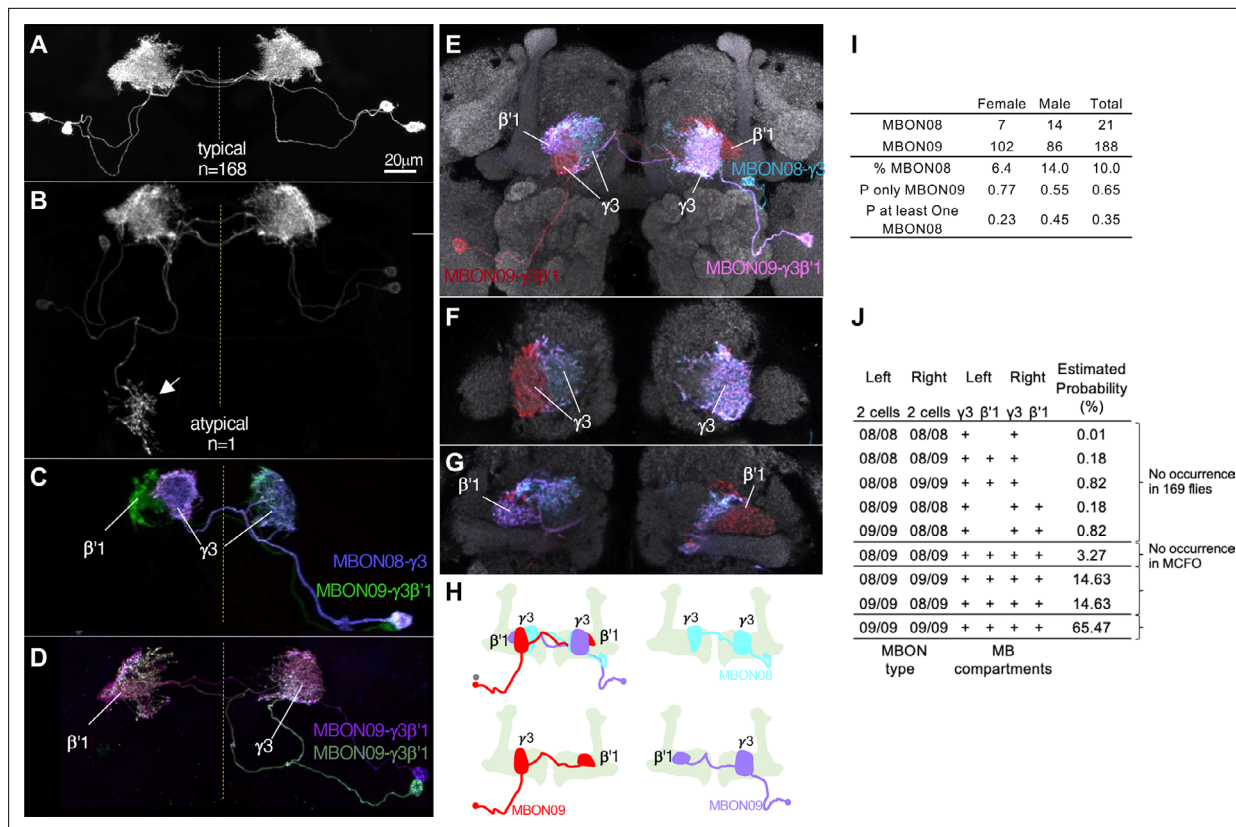 A
typical
n=168
20μm
B
atypical
n=1
C
β'1
γ3
MBON08-γ3
MBON09-γ3β'1
D
β'1
γ3
MBON09-γ3β'1
MBON09-γ3β'1
E
β'1
β'1
γ3
γ3
MBON08-γ3
MBON09-γ3β'1
MBON09-γ3β'1
F
γ3
γ3
G
β'1
β'1
H
γ3 γ3
β'1 β'1
γ3 γ3
MBON08
γ3
β'1
MBON09
γ3
β'1
MBON09
I
Female Male Total
MBON08 7 14 21
MBON09 102 86 188
% MBON08 6.4 14.0 10.0
P only MBON09 0.77 0.55 0.65
P at least One MBON08 0.23 0.45 0.35
J
Left Right Left Right Estimated Probability (%)
2 cells 2 cells γ3 β'1 γ3 β'1
08/08 08/08 + + 0.01
08/08 08/09 + + + 0.18
08/08 09/09 + + + 0.82
08/09 08/08 + + + 0.18
09/09 08/08 + + + 0.82
No occurrence in 169 flies
08/09 08/09 + + + + 3.27
08/09 09/09 + + + + 14.63
09/09 08/09 + + + + 14.63
09/09 09/09 + + + + 65.47
No occurrence in MCFO
MBON type
MB compartments